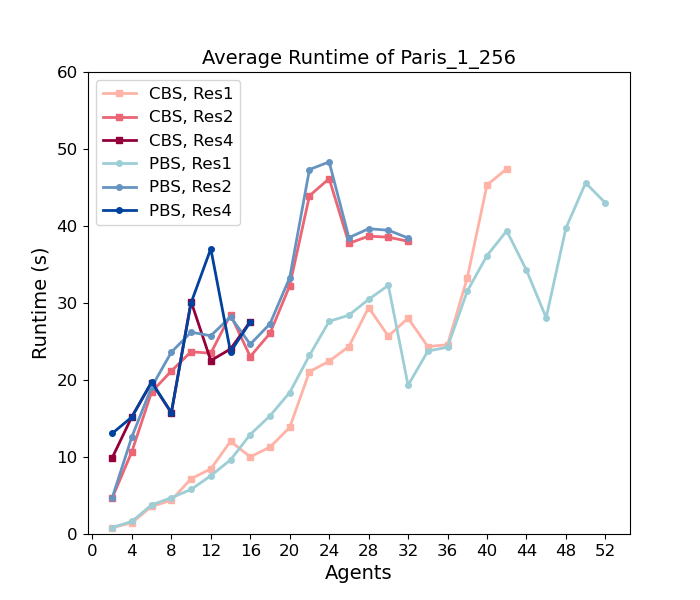 Average Runtime of Paris_1_256
60
50
40
30
20
10
0
Runtime (s)
CBS, Res1
CBS, Res2
CBS, Res4
PBS, Res1
PBS, Res2
PBS, Res4
0 4 8 12 16 20 24 28 32 36 40 44 48 52
Agents